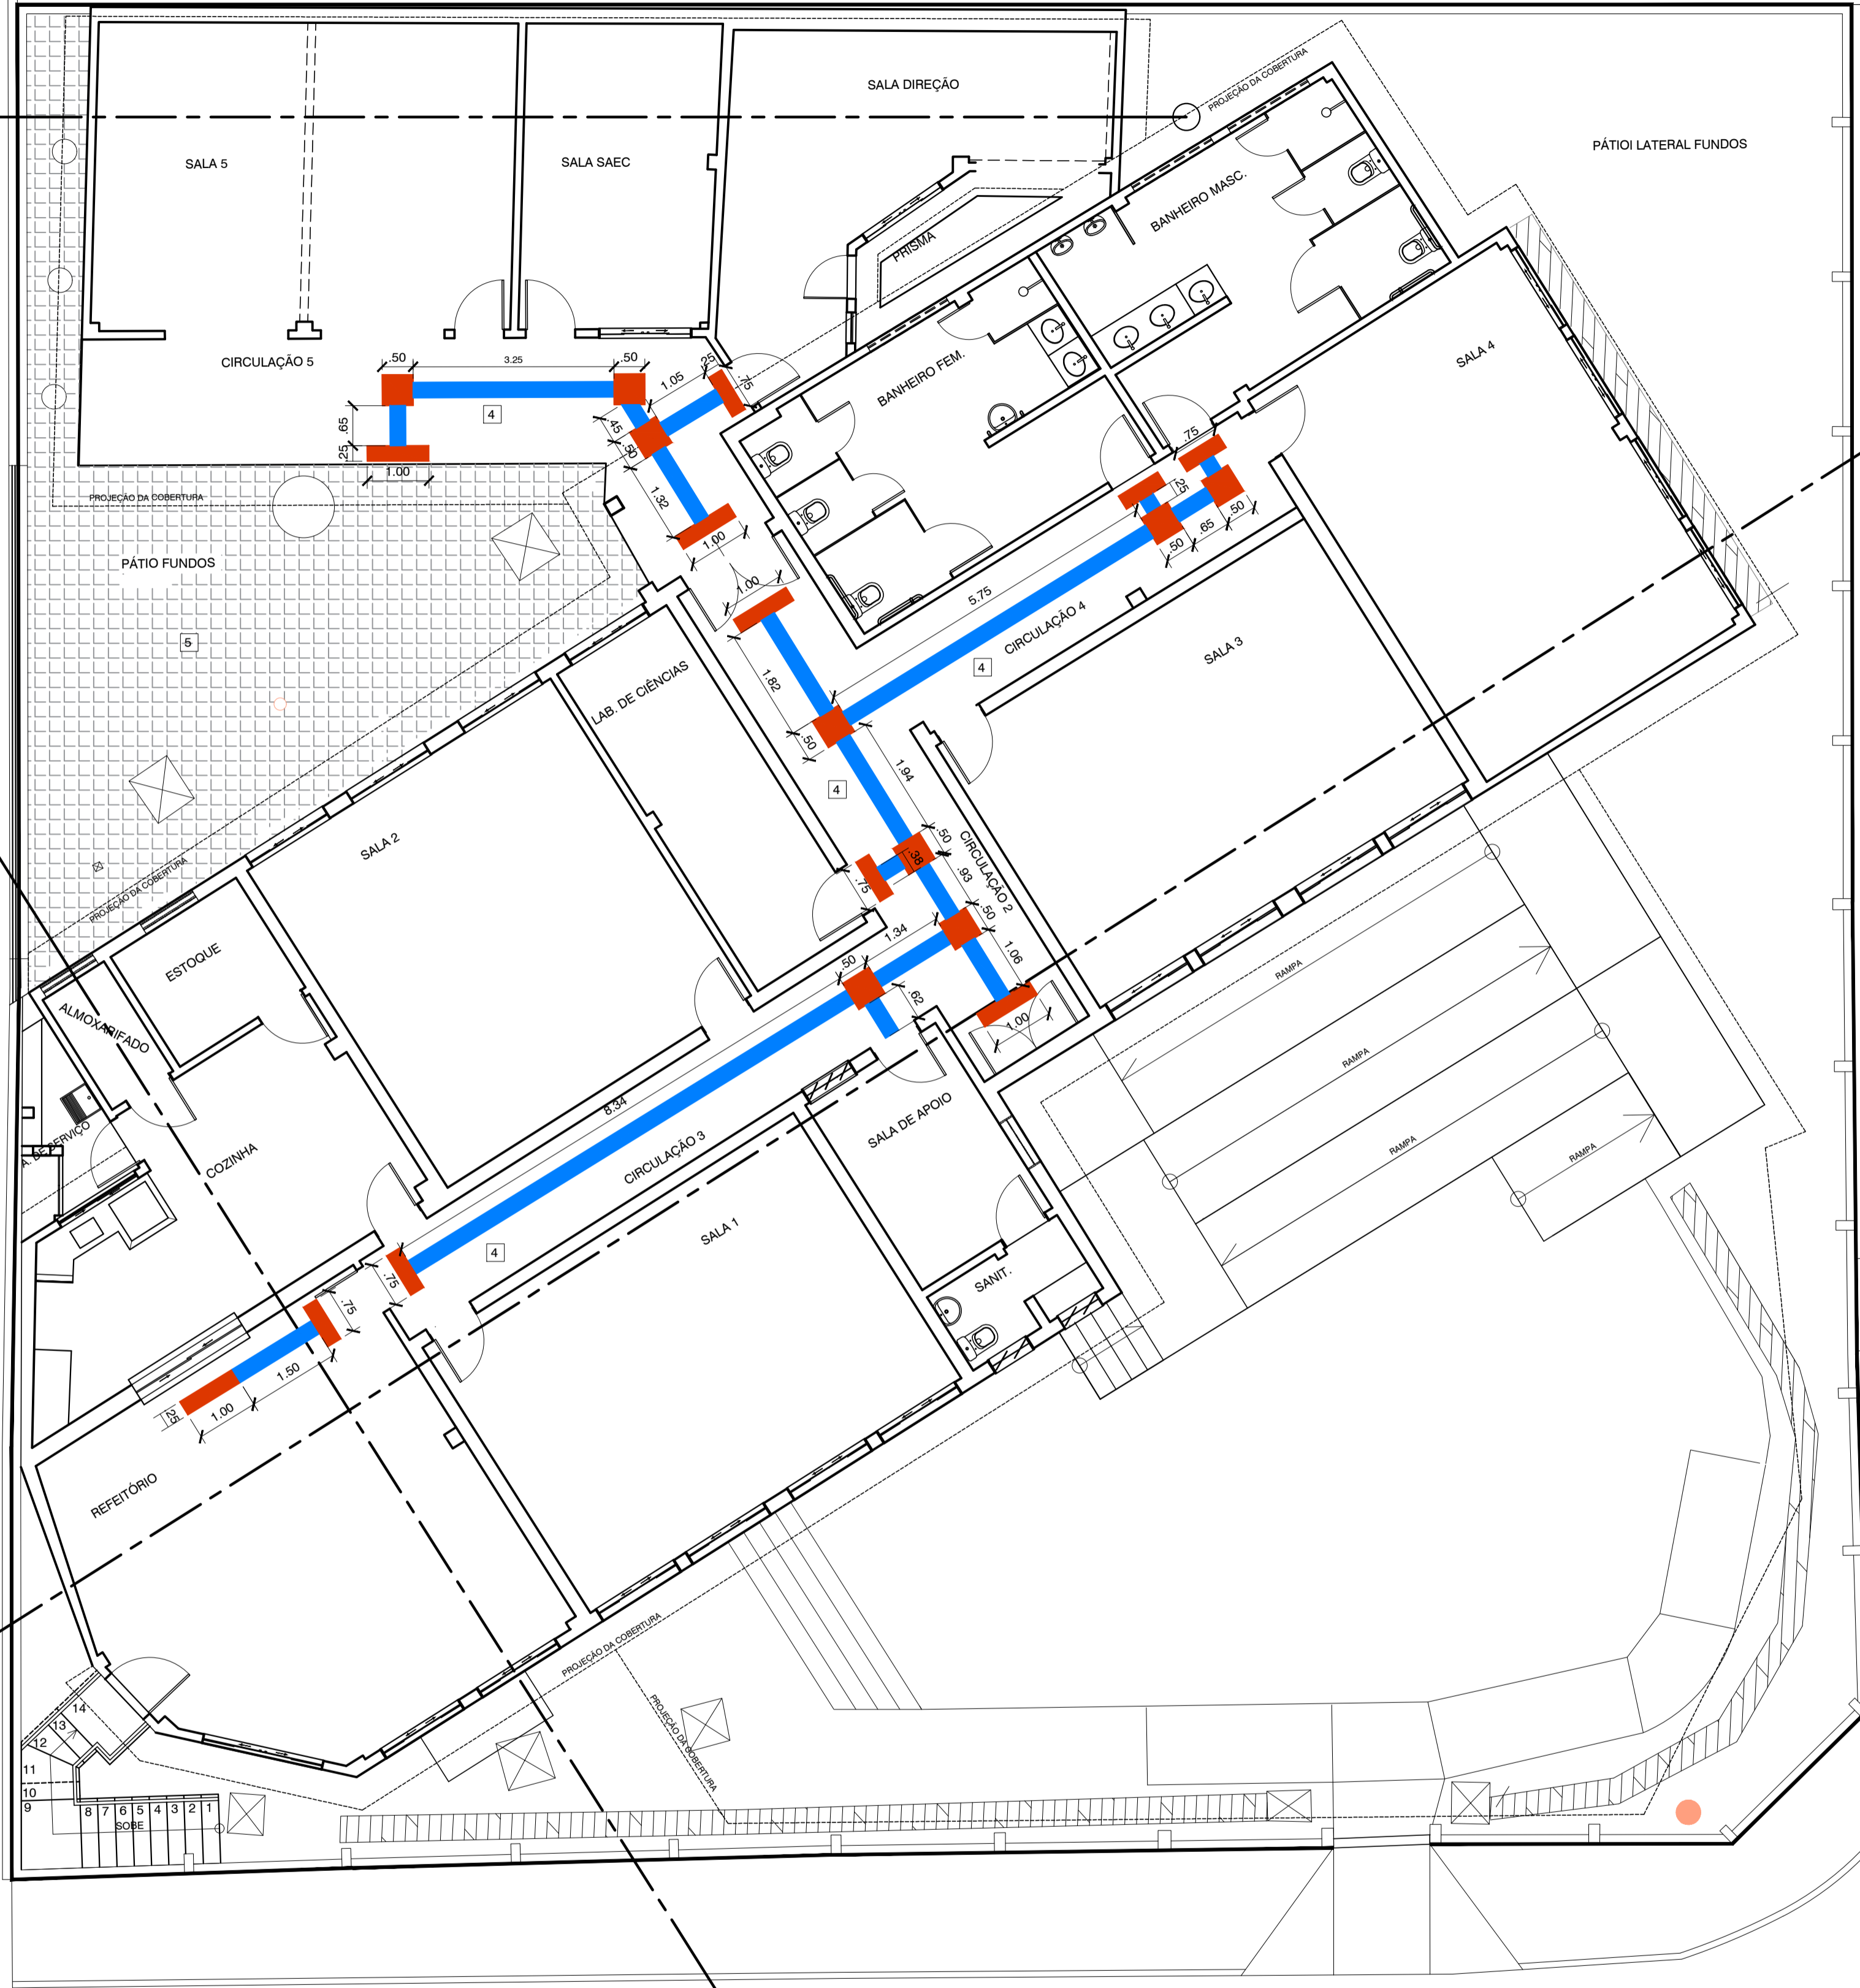 SALA DIREÇÃO
PROJEÇÃO DA COBERTURA
PÁTIOI LATERAL FUNDOS
SALA 5
SALA SAEC
BANHEIRO MASC.
PRISMA
CIRCULAÇÃO 5
.50
3.25
.50
1.05
.25
.75
BANHEIRO FEM.
SALA 4
4
.65
.25
1.00
.45
.50
1.32
1.00
.75
.25
.50
.65
.50
PROJEÇÃO DA COBERTURA
PÁTIO FUNDOS
1.00
5.75
CIRCULAÇÃO 4
4
SALA 3
5
LAB. DE CIÊNCIAS
1.82
.50
1.94
4
SALA 2
.50
.38
.93
CIRCULAÇÃO 2
.75
PROJEÇÃO DA COBERTURA
1.34
.50
.50
1.06
.62
1.00
ESTOQUE
ALMOXARIFADO
RAMPA
RAMPA
RAMPA
RAMPA
8.34
SALA DE APOIO
A. DE SERVIÇO
COZINHA
CIRCULAÇÃO 3
SALA 1
4
SANIT.
.75
.75
1.50
1.00
.25
REFEITÓRIO
PROJEÇÃO DA COBERTURA
PROJEÇÃO DA COBERTURA
14
13
12
11
10
9
8 7 6 5 4 3 2 1
SOBE